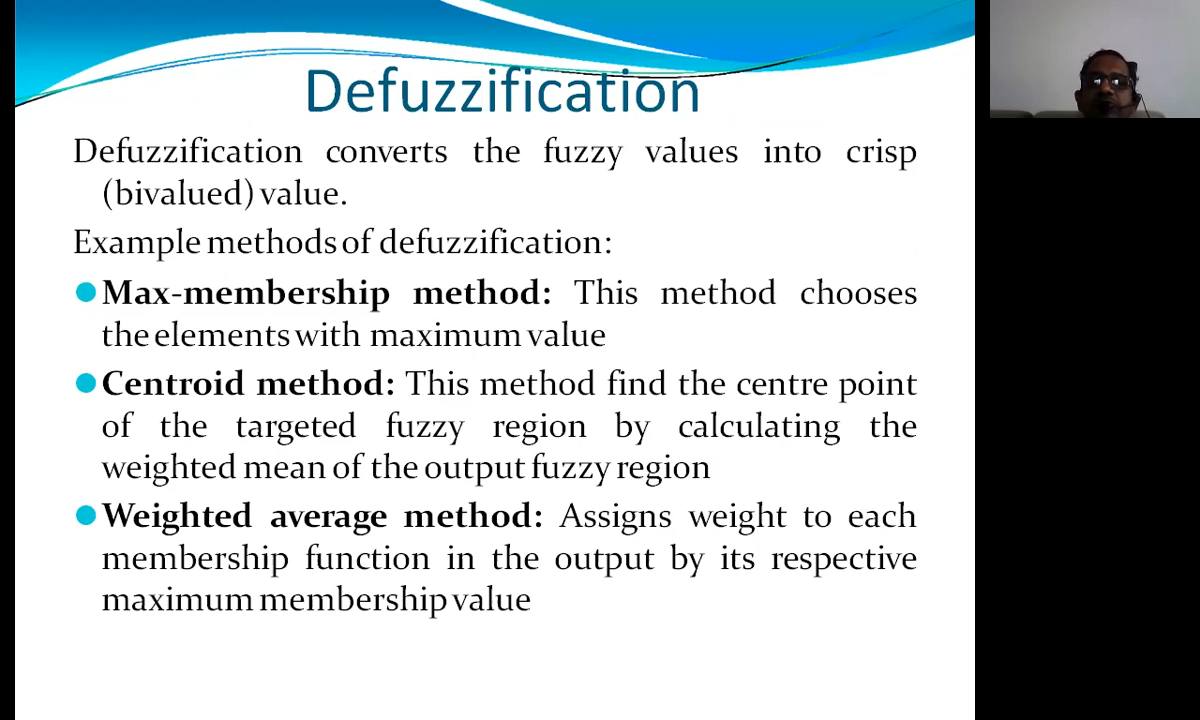 Defuzzification
Defuzzification converts the fuzzy values into crisp
(bivalued) value.
Example methods of defuzzification:
Max-membership method: This method chooses
the elements with maximum value
Centroid method: This method find the centre point
of the targeted fuzzy region by calculating the
weighted mean of the output fuzzy region
Weighted average method: Assigns weight to each
membership function in the output by its respective
maximum membership value